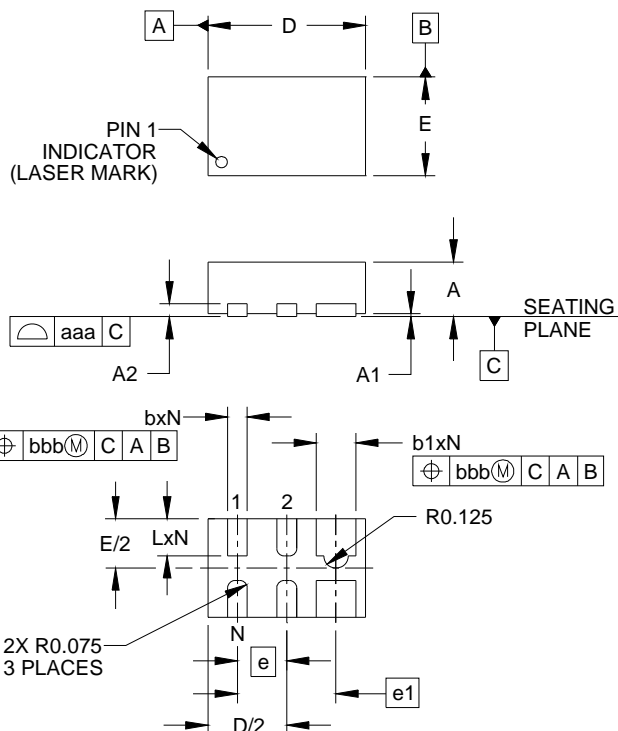 A
D
B
E
PIN 1
INDICATOR
(LASER MARK)
A
SEATING
PLANE
aaa C
A2
A1
C
bxN
b1xN
bbbⓂ C A B
bbbⓂ C A B
1
2
R0.125
E/2
LxN
2X R0.075
3 PLACES
N
e
e1
D/2